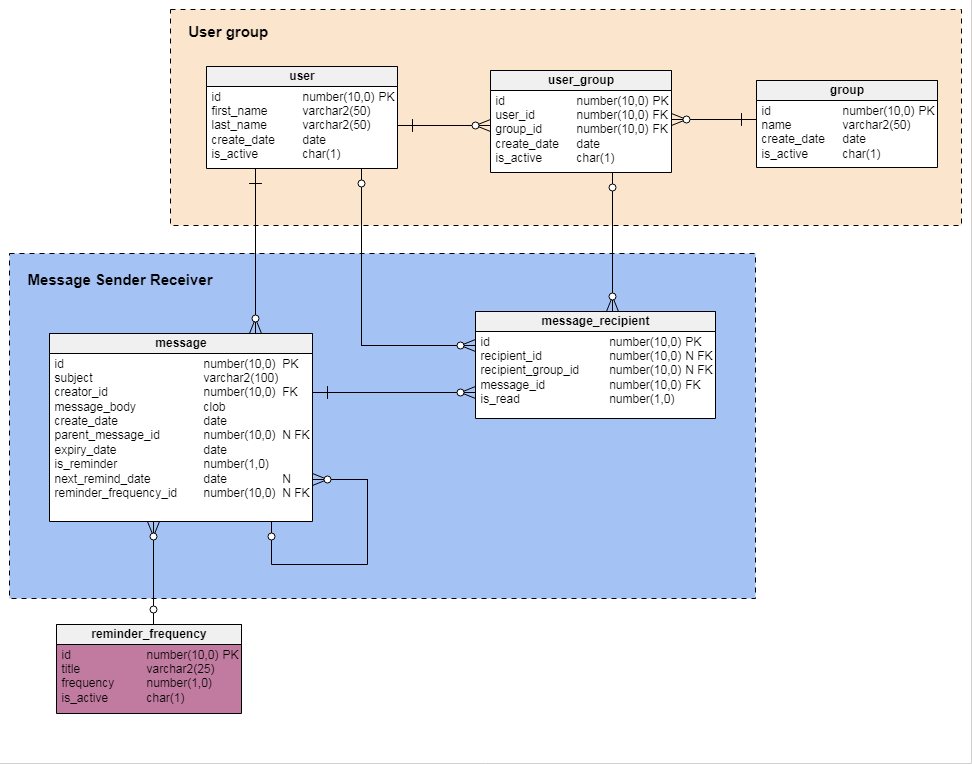 User group
user
id number(10,0) PK
first_name varchar2(50)
last_name varchar2(50)
create_date date
is_active char(1)
user_group
id number(10,0) PK
user_id number(10,0) FK
group_id number(10,0) FK
create_date date
is_active char(1)
group
id number(10,0) PK
name varchar2(50)
create_date date
is_active char(1)
Message Sender Receiver
message
id number(10,0) PK
subject varchar2(100)
creator_id number(10,0) FK
message_body clob
create_date date
parent_message_id number(10,0) N FK
expiry_date date
is_reminder number(1,0)
next_remind_date date N
reminder_frequency_id number(10,0) N FK
message_recipient
id number(10,0) PK
recipient_id number(10,0) N FK
recipient_group_id number(10,0) N FK
message_id number(10,0) FK
is_read number(1,0)
reminder_frequency
id number(10,0) PK
title varchar2(25)
frequency number(1,0)
is_active char(1)